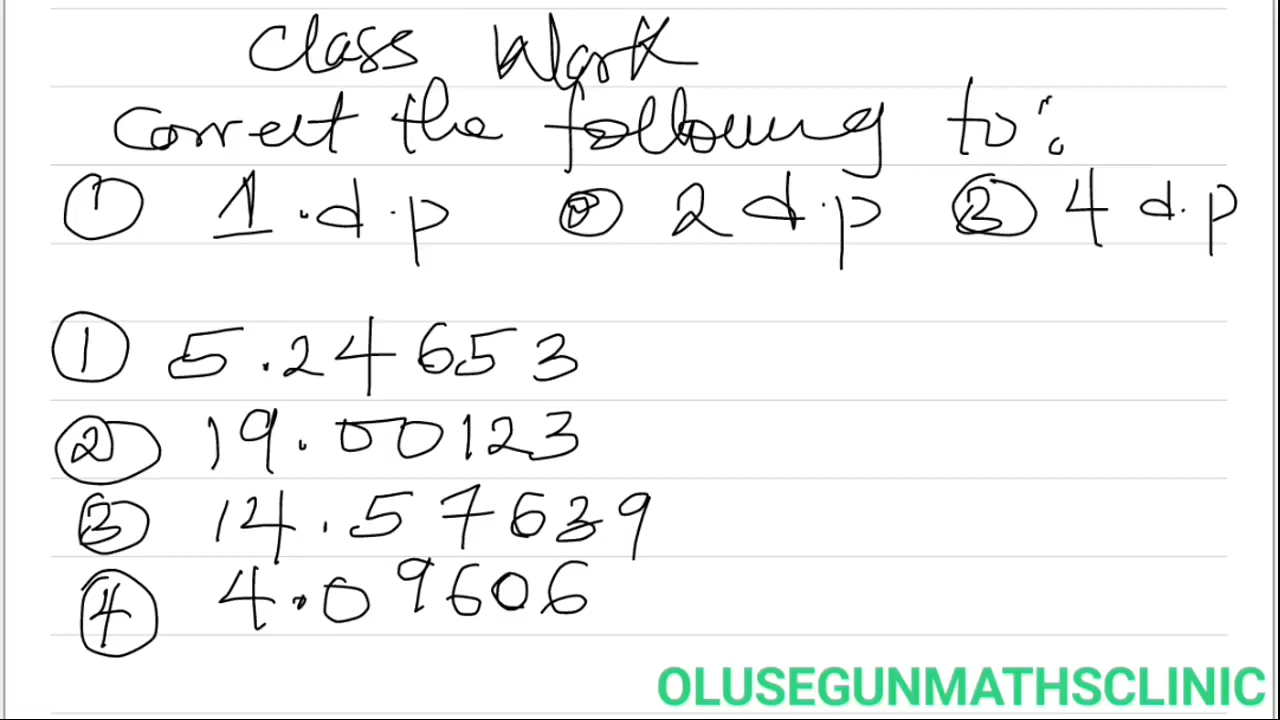 Class Work
Correct the following to:
① 1.d.p ② 2 d.p ③ 4 d.p
① 5.24653
② 19.00123
③ 14.57639
④ 4.09606
OLUSEGUNMATHSCLINIC